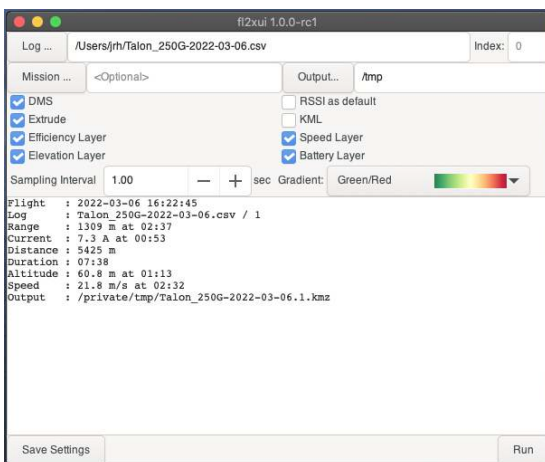 fl2xui 1.0.0-rc1
Log ... /Users/jrh/Talon_250G-2022-03-06.csv Index: 0
Mission ... <Optional> Output... /tmp
DMS RSSI as default
Extrude KML
Efficiency Layer Speed Layer
Elevation Layer Battery Layer
Sampling Interval 1.00 — + sec Gradient: Green/Red
Flight : 2022-03-06 16:22:45
Log : Talon_250G-2022-03-06.csv / 1
Range : 1309 m at 02:37
Current : 7.3 A at 00:53
Distance : 5425 m
Duration : 07:38
Altitude : 60.8 m at 01:13
Speed : 21.8 m/s at 02:32
Output : /private/tmp/Talon_250G-2022-03-06.1.kmz
Save Settings Run